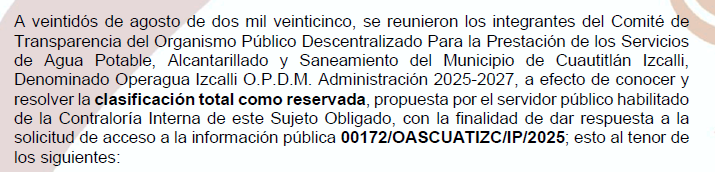 A veintidós de agosto de dos mil veinticinco, se reunieron los integrantes del Comité de
Transparencia del Organismo Público Descentralizado Para la Prestación de los Servicios
de Agua Potable, Alcantarillado y Saneamiento del Municipio de Cuautitlán Izcalli,
Denominado Operagua Izcalli O.P.D.M. Administración 2025-2027, a efecto de conocer y
resolver la clasificación total como reservada, propuesta por el servidor público habilitado
de la Contraloría Interna de este Sujeto Obligado, con la finalidad de dar respuesta a la
solicitud de acceso a la información pública 00172/OASCUATIZC/IP/2025; esto al tenor de
los siguientes: